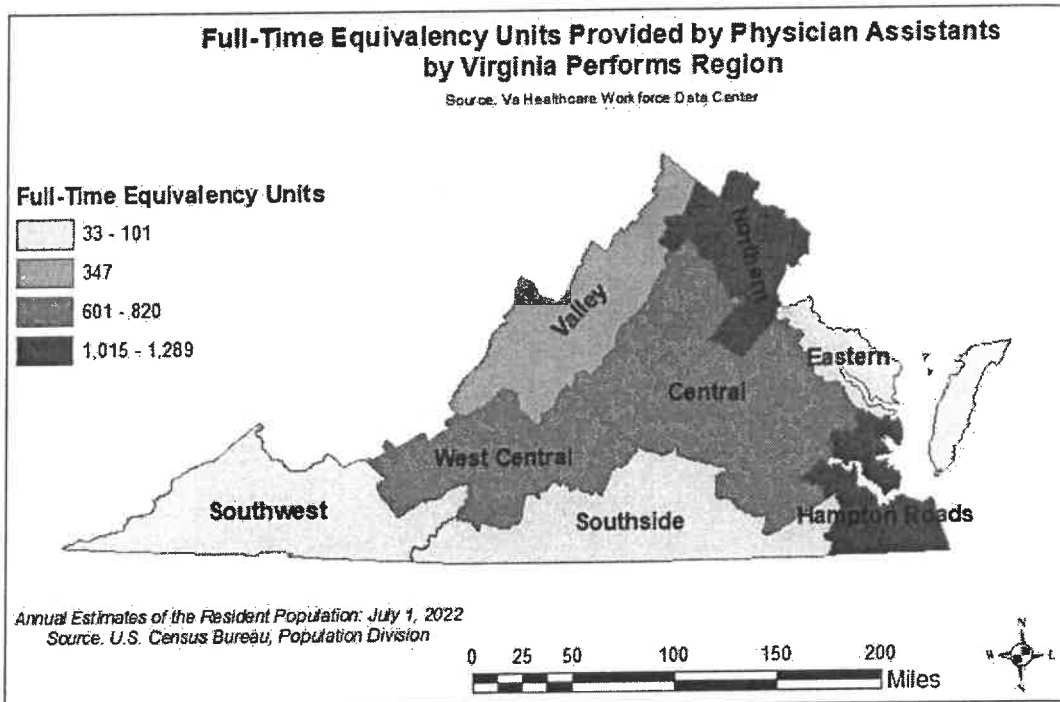 Full-Time Equivalency Units Provided by Physician Assistants
by Virginia Performs Region
Source: Va Healthcare Workforce Data Center
Full-Time Equivalency Units
33 - 101
347
601 - 820
1,015 - 1,289
Northern
Valley
Eastern
Central
West Central
Southwest
Southside
Hampton Roads
Annual Estimates of the Resident Population: July 1, 2022
Source: U.S. Census Bureau, Population Division
0 25 50 100 150 200
Miles
N
W